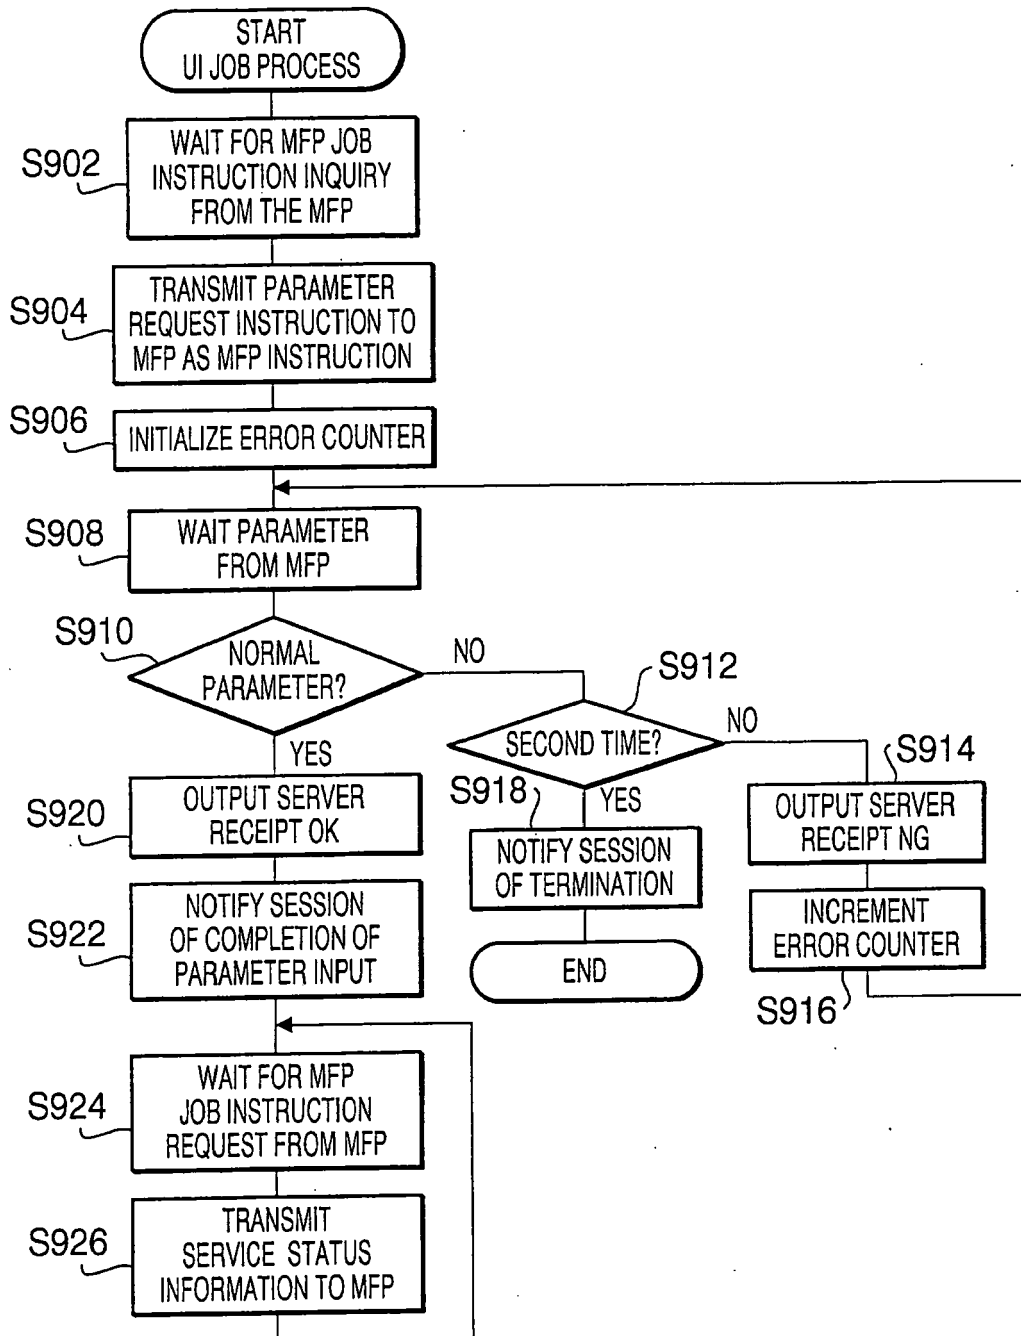 START
UI JOB PROCESS
S902
WAIT FOR MFP JOB
INSTRUCTION INQUIRY
FROM THE MFP
S904
TRANSMIT PARAMETER
REQUEST INSTRUCTION TO
MFP AS MFP INSTRUCTION
S906
INITIALIZE ERROR COUNTER
S908
WAIT PARAMETER
FROM MFP
S910
NORMAL
PARAMETER?
NO
YES
S912
SECOND TIME?
NO
YES
S914
OUTPUT SERVER
RECEIPT NG
INCREMENT
ERROR COUNTER
S916
S918
NOTIFY SESSION
OF TERMINATION
END
S920
OUTPUT SERVER
RECEIPT OK
S922
NOTIFY SESSION
OF COMPLETION OF
PARAMETER INPUT
S924
WAIT FOR MFP
JOB INSTRUCTION
REQUEST FROM MFP
S926
TRANSMIT
SERVICE STATUS
INFORMATION TO MFP